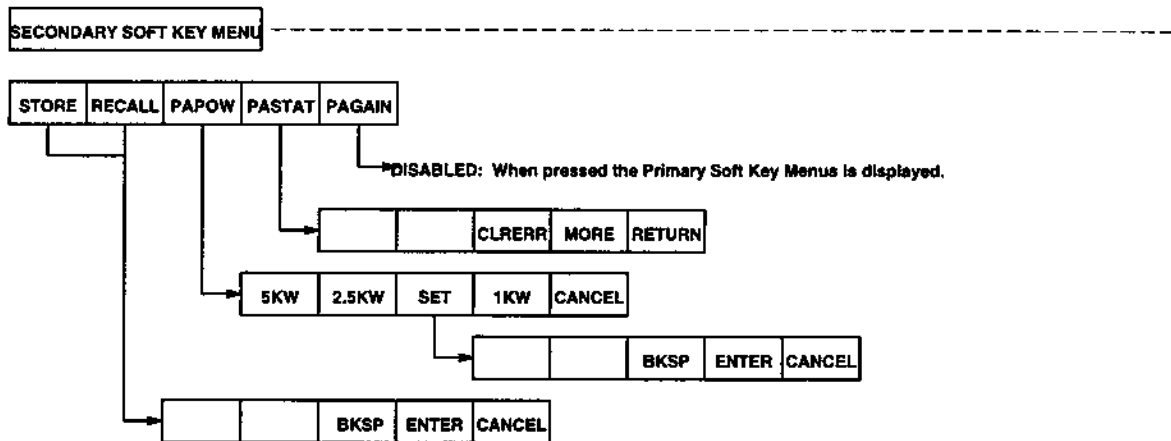 SECONDARY SOFT KEY MENU
STORE RECALL PAPOW PASTAT PAGAIN
DISABLED: When pressed the Primary Soft Key Menus is displayed.
CLRERR MORE RETURN
5KW 2.5KW SET 1KW CANCEL
BKSP ENTER CANCEL
BKSP ENTER CANCEL